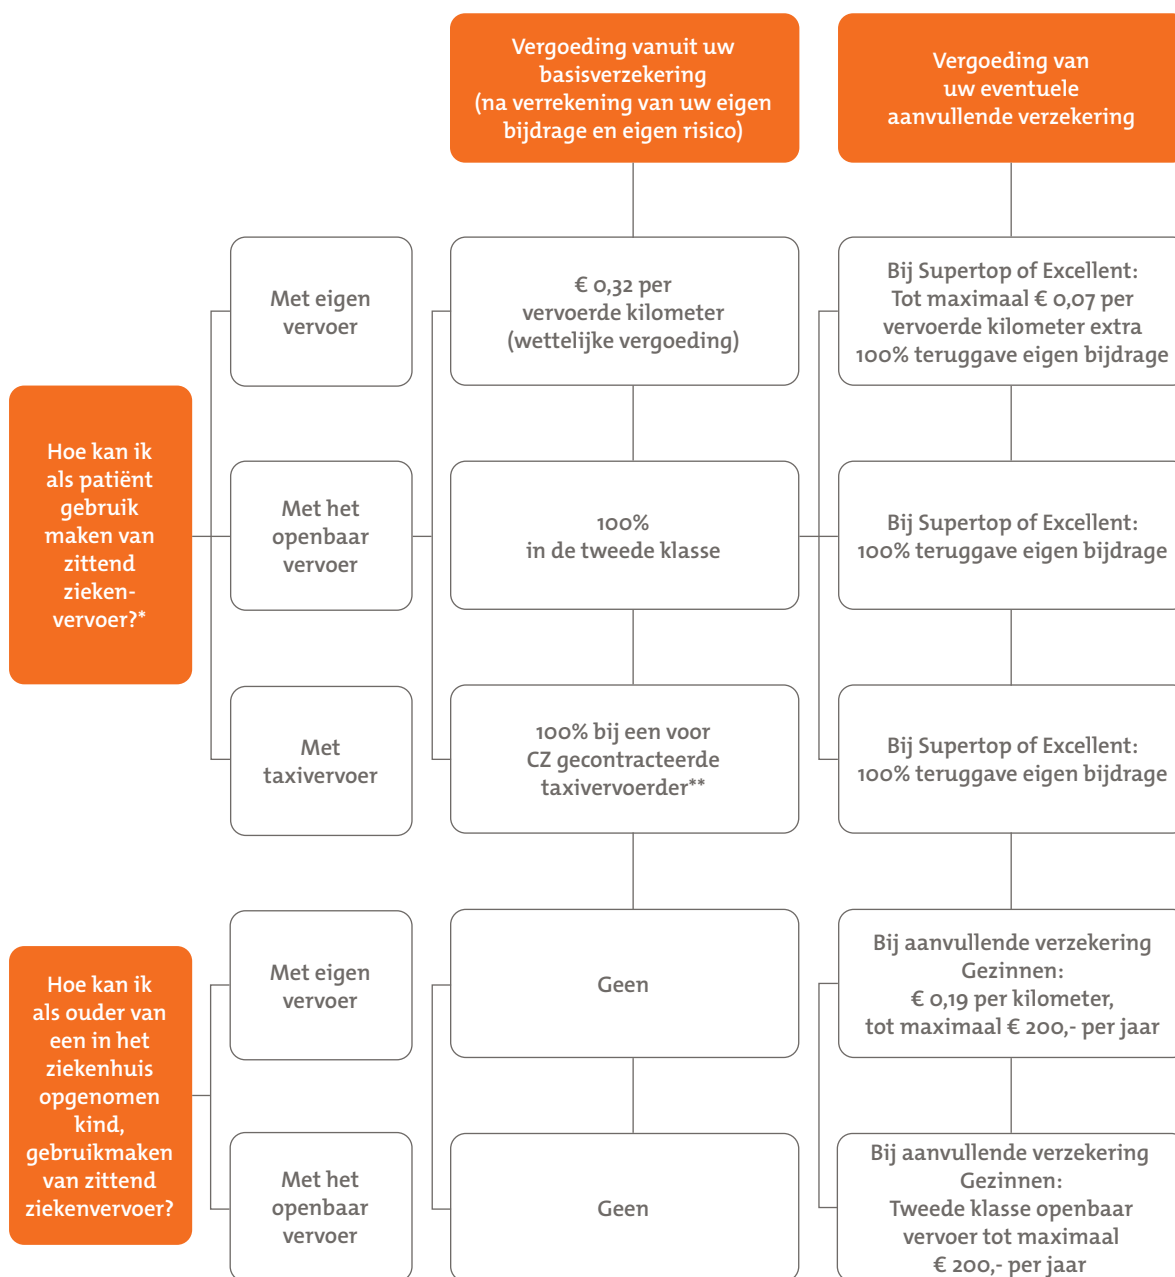 Vergoeding vanuit uw
basisverzekering
(na verrekening van uw eigen
bijdrage en eigen risico)
Vergoeding van
uw eventuele
aanvullende verzekering
Hoe kan ik
als patiënt
gebruik
maken van
zittend
zieken-
vervoer?*
Met eigen
vervoer
€ 0,32 per
vervoerde kilometer
(wettelijke vergoeding)
Bij Supertop of Excellent:
Tot maximaal € 0,07 per
vervoerde kilometer extra
100% teruggave eigen bijdrage
Met het
openbaar
vervoer
100%
in de tweede klasse
Bij Supertop of Excellent:
100% teruggave eigen bijdrage
Met
taxivervoer
100% bij een voor
CZ gecontracteerde
taxivervoerder**
Bij Supertop of Excellent:
100% teruggave eigen bijdrage
Hoe kan ik
als ouder van
een in het
ziekenhuis
opgenomen
kind,
gebruikmaken
van zittend
ziekenvervoer?
Met eigen
vervoer
Geen
Bij aanvullende verzekering
Gezinnen:
€ 0,19 per kilometer,
tot maximaal € 200,- per jaar
Met het
openbaar
vervoer
Geen
Bij aanvullende verzekering
Gezinnen:
Tweede klasse openbaar
vervoer tot maximaal
€ 200,- per jaar